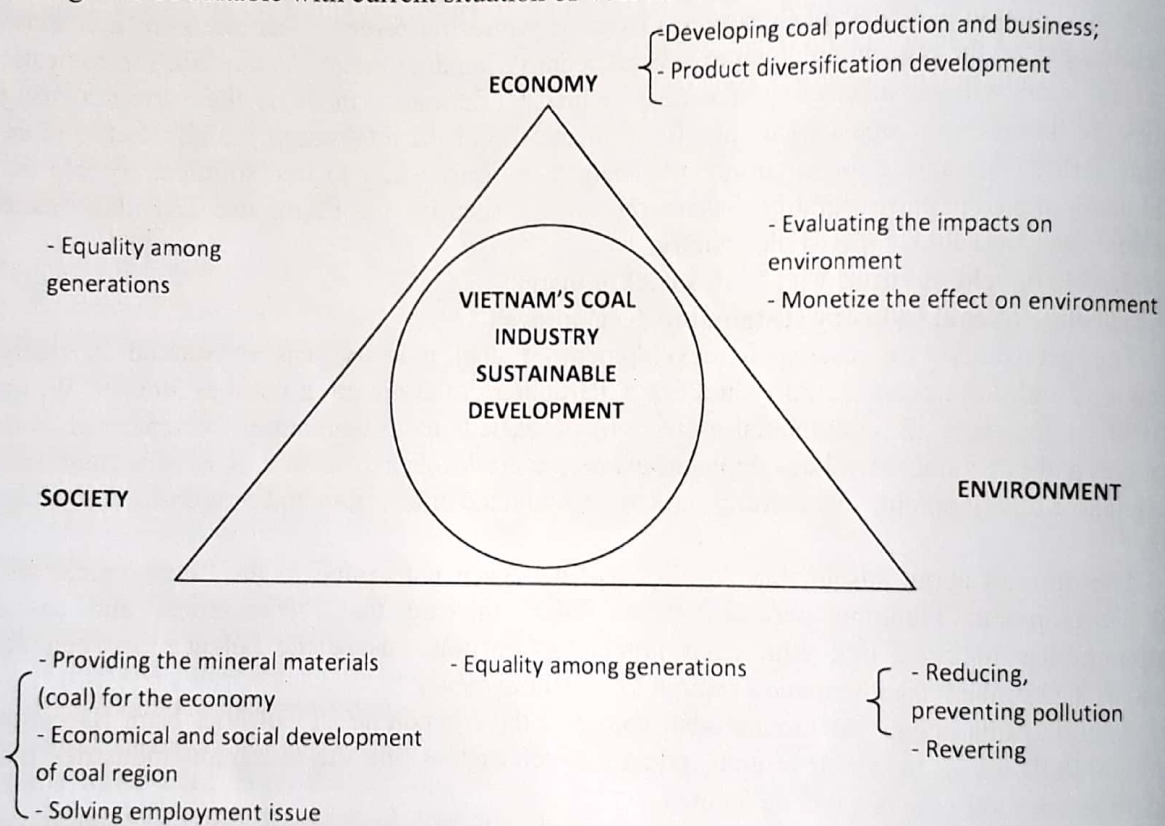 -Developing coal production and business;
- Product diversification development
ECONOMY
- Equality among
generations
- Evaluating the impacts on
environment
- Monetize the effect on environment
VIETNAM'S COAL
INDUSTRY
SUSTAINABLE
DEVELOPMENT
SOCIETY
ENVIRONMENT
- Providing the mineral materials
(coal) for the economy
- Economical and social development
of coal region
- Solving employment issue
- Equality among generations
- Reducing,
preventing pollution
- Reverting